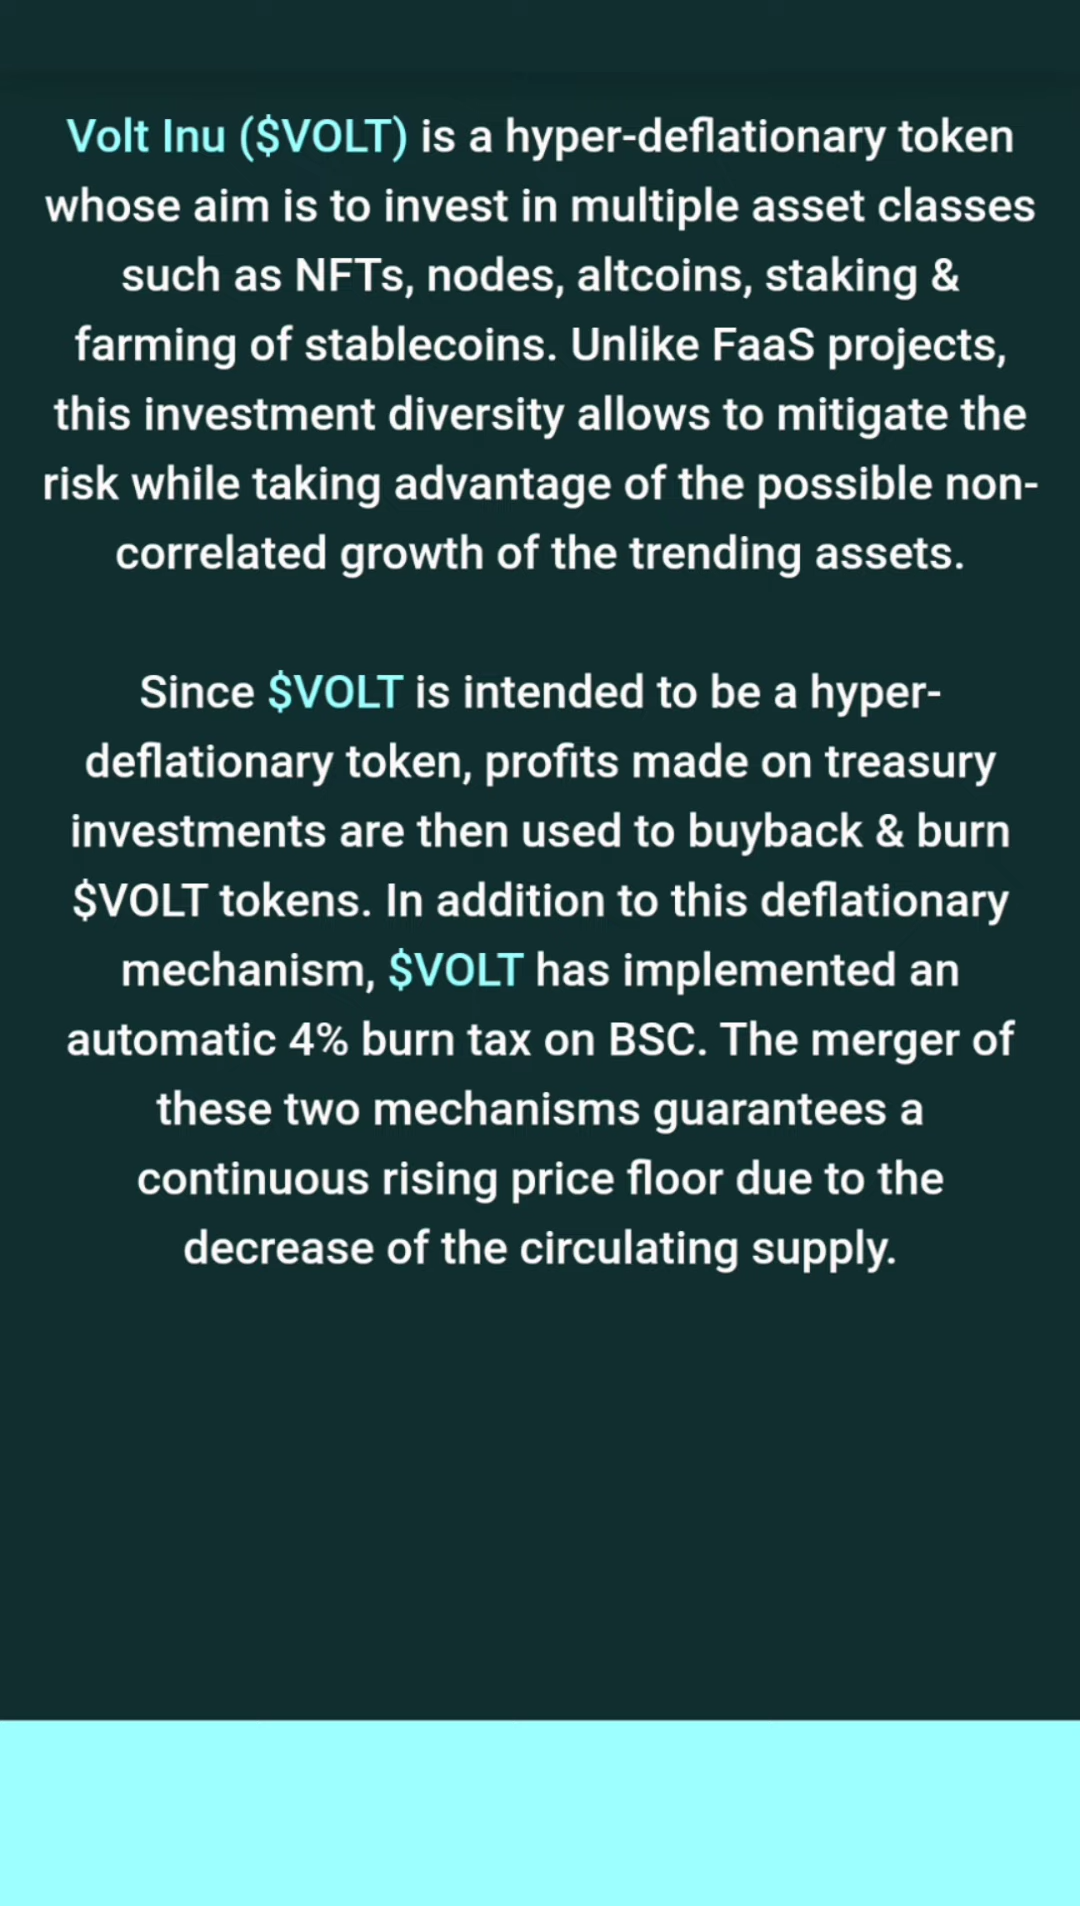 Volt Inu ($VOLT) is a hyper-deflationary token
whose aim is to invest in multiple asset classes
such as NFTs, nodes, altcoins, staking &
farming of stablecoins. Unlike FaaS projects,
this investment diversity allows to mitigate the
risk while taking advantage of the possible non-
correlated growth of the trending assets.
Since $VOLT is intended to be a hyper-
deflationary token, profits made on treasury
investments are then used to buyback & burn
$VOLT tokens. In addition to this deflationary
mechanism, $VOLT has implemented an
automatic 4% burn tax on BSC. The merger of
these two mechanisms guarantees a
continuous rising price floor due to the
decrease of the circulating supply.